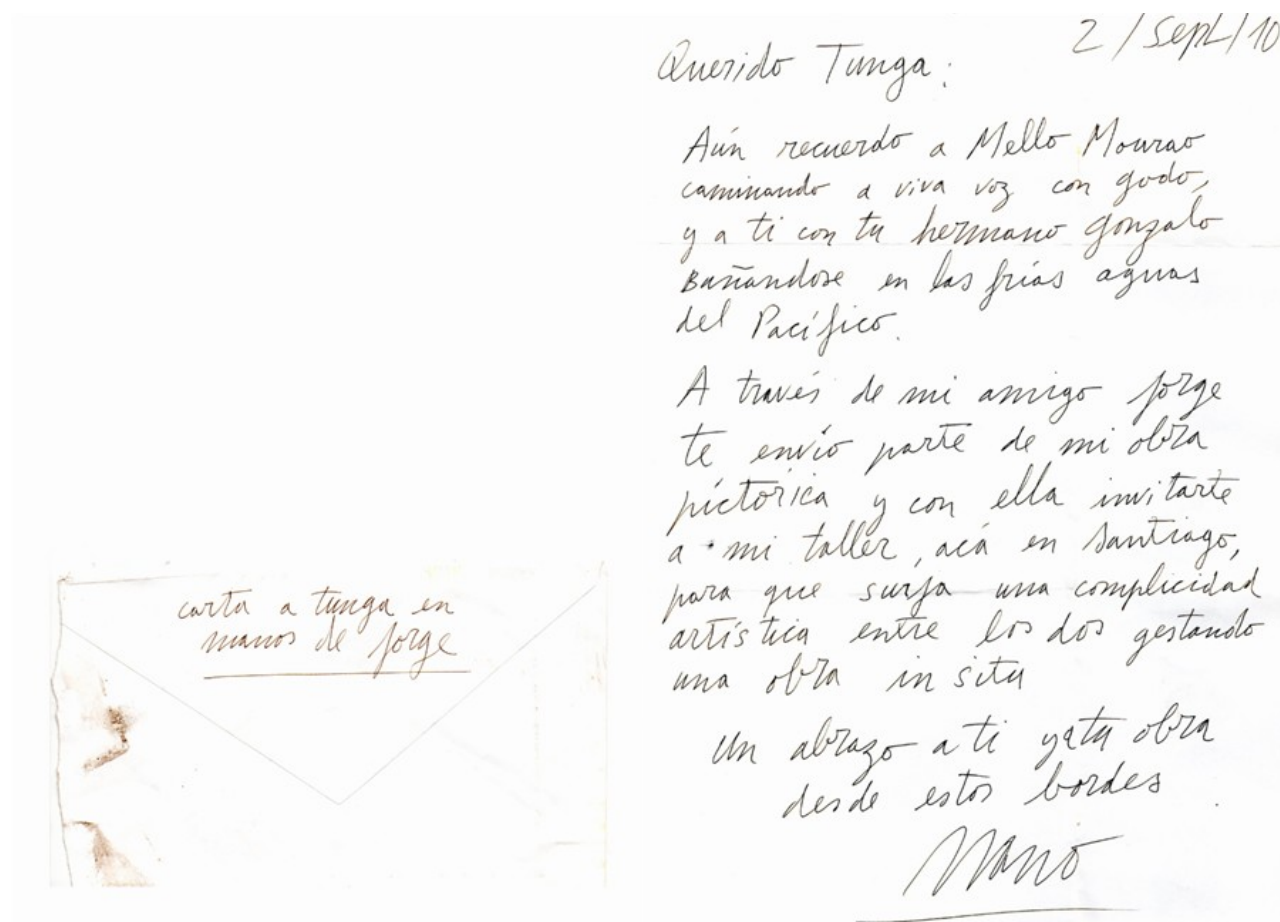 carta a tunga en
manos de Jorge
2/Sept/10
Querido Tunga:
Aún recuerdo a Mello Mourao
caminando a viva voz con godo,
y a ti con tu hermano gonzalo
Bañandose en las frías aguas
del Pacífico.
A través de mi amigo Jorge
te envío parte de mi obra
pictórica y con ella invitarte
a mi taller, acá en Santiago,
para que surja una complicidad
artística entre los dos gestando
una obra in situ
Un abrazo a ti y a tu obra
desde estos bordes